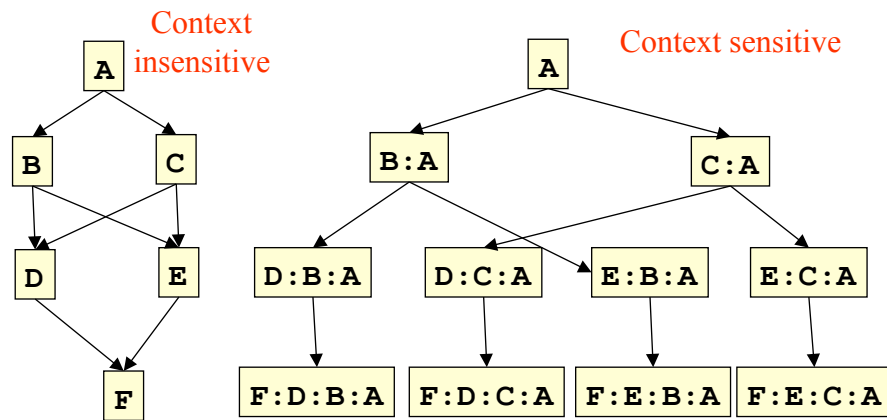 Context
insensitive
A
B
C
D
E
F
Context sensitive
A
B:A
C:A
D:B:A
D:C:A
E:B:A
E:C:A
F:D:B:A
F:D:C:A
F:E:B:A
F:E:C:A